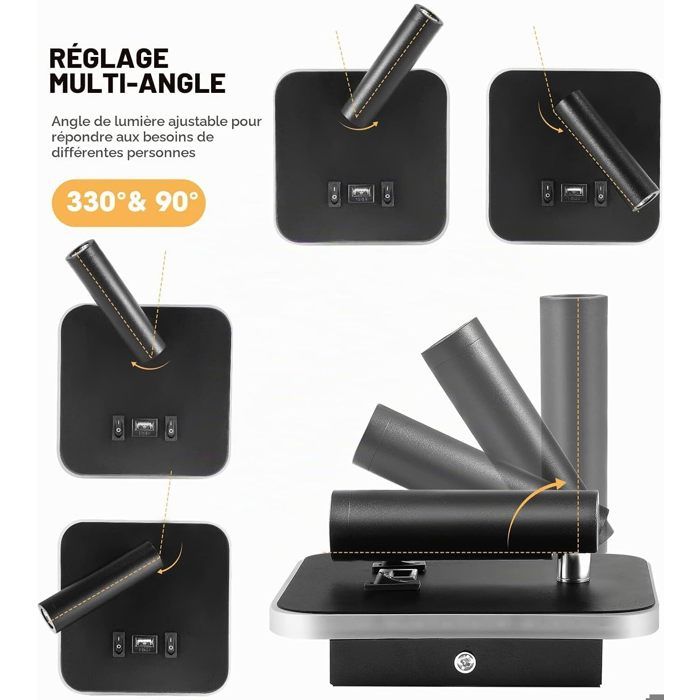 RÉGLAGE
MULTI-ANGLE
Angle de lumière ajustable pour
répondre aux besoins de
différentes personnes
330°& 90°